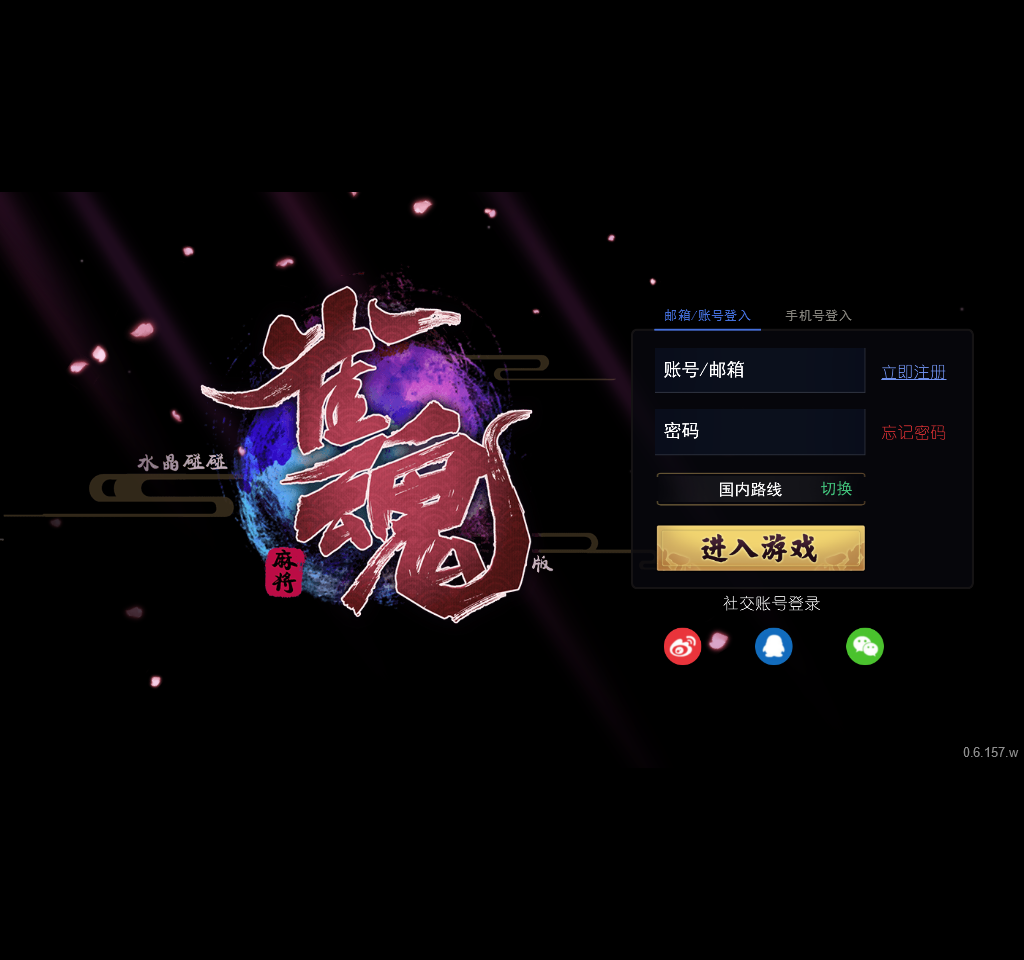 雀魂
麻将
水晶碰碰
版
邮箱/账号登入
手机号登入
账号/邮箱
立即注册
密码
忘记密码
国内路线
切换
进入游戏
社交账号登录
0.6.157.w